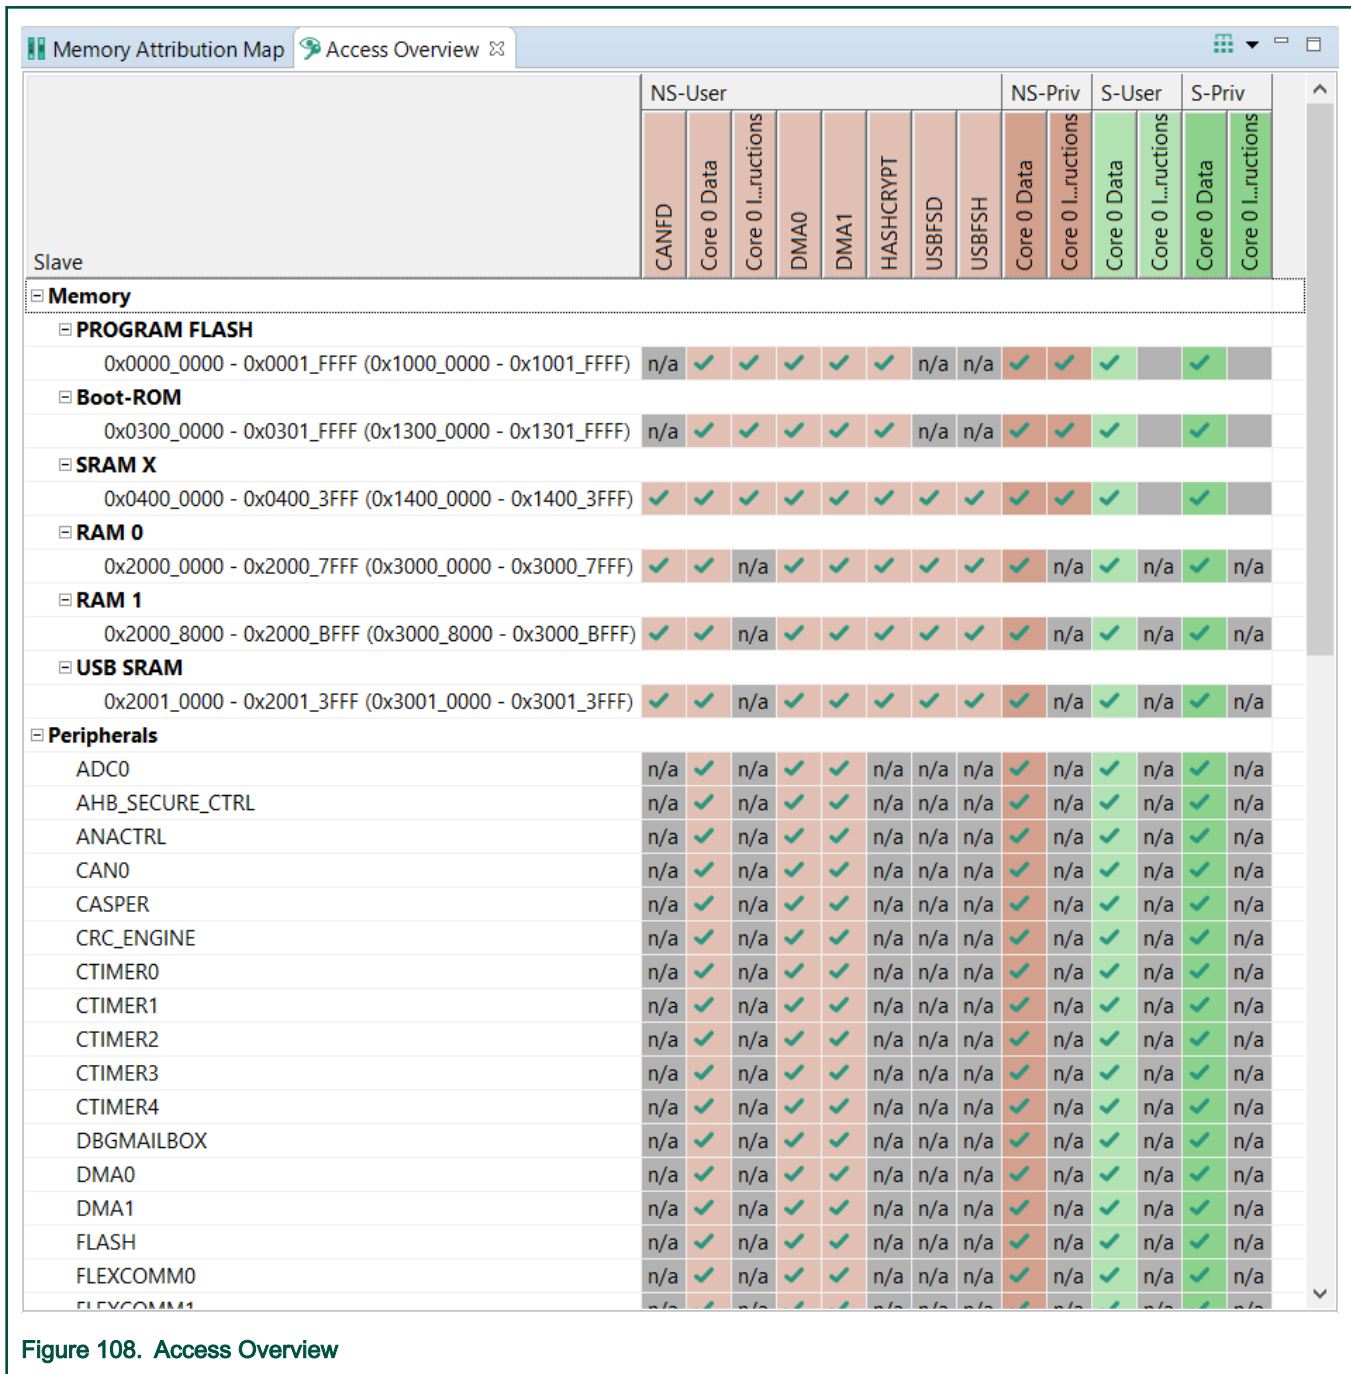 Memory Attribution Map Access Overview
NS-User NS-Priv S-User S-Priv
Slave CANFD Core 0 Data Core 0 I...ructions DMA0 DMA1 HASHCRYPT USBFSD USBFSH Core 0 Data Core 0 I...ructions Core 0 Data Core 0 I...ructions Core 0 Data Core 0 I...ructions
Memory
PROGRAM FLASH
0x0000_0000 - 0x0001_FFFF (0x1000_0000 - 0x1001_FFFF) n/a ✓ ✓ ✓ ✓ ✓ n/a n/a ✓ ✓ ✓ ✓
Boot-ROM
0x0300_0000 - 0x0301_FFFF (0x1300_0000 - 0x1301_FFFF) n/a ✓ ✓ ✓ ✓ ✓ n/a n/a ✓ ✓ ✓ ✓
SRAM X
0x0400_0000 - 0x0400_3FFF (0x1400_0000 - 0x1400_3FFF) ✓ ✓ ✓ ✓ ✓ ✓ ✓ ✓ ✓ ✓ ✓ ✓
RAM 0
0x2000_0000 - 0x2000_7FFF (0x3000_0000 - 0x3000_7FFF) ✓ ✓ n/a ✓ ✓ ✓ ✓ ✓ ✓ n/a ✓ n/a ✓ n/a
RAM 1
0x2000_8000 - 0x2000_BFFF (0x3000_8000 - 0x3000_BFFF) ✓ ✓ n/a ✓ ✓ ✓ ✓ ✓ ✓ n/a ✓ n/a ✓ n/a
USB SRAM
0x2001_0000 - 0x2001_3FFF (0x3001_0000 - 0x3001_3FFF) ✓ ✓ n/a ✓ ✓ ✓ ✓ ✓ ✓ n/a ✓ n/a ✓ n/a
Peripherals
ADC0 n/a ✓ n/a ✓ ✓ n/a n/a n/a ✓ n/a ✓ n/a ✓ n/a
AHB_SECURE_CTRL n/a ✓ n/a ✓ ✓ n/a n/a n/a ✓ n/a ✓ n/a ✓ n/a
ANACTRL n/a ✓ n/a ✓ ✓ n/a n/a n/a ✓ n/a ✓ n/a ✓ n/a
CAN0 n/a ✓ n/a ✓ ✓ n/a n/a n/a ✓ n/a ✓ n/a ✓ n/a
CASPER n/a ✓ n/a ✓ ✓ n/a n/a n/a ✓ n/a ✓ n/a ✓ n/a
CRC_ENGINE n/a ✓ n/a ✓ ✓ n/a n/a n/a ✓ n/a ✓ n/a ✓ n/a
CTIMER0 n/a ✓ n/a ✓ ✓ n/a n/a n/a ✓ n/a ✓ n/a ✓ n/a
CTIMER1 n/a ✓ n/a ✓ ✓ n/a n/a n/a ✓ n/a ✓ n/a ✓ n/a
CTIMER2 n/a ✓ n/a ✓ ✓ n/a n/a n/a ✓ n/a ✓ n/a ✓ n/a
CTIMER3 n/a ✓ n/a ✓ ✓ n/a n/a n/a ✓ n/a ✓ n/a ✓ n/a
CTIMER4 n/a ✓ n/a ✓ ✓ n/a n/a n/a ✓ n/a ✓ n/a ✓ n/a
DBGMAILBOX n/a ✓ n/a ✓ ✓ n/a n/a n/a ✓ n/a ✓ n/a ✓ n/a
DMA0 n/a ✓ n/a ✓ ✓ n/a n/a n/a ✓ n/a ✓ n/a ✓ n/a
DMA1 n/a ✓ n/a ✓ ✓ n/a n/a n/a ✓ n/a ✓ n/a ✓ n/a
FLASH n/a ✓ n/a ✓ ✓ n/a n/a n/a ✓ n/a ✓ n/a ✓ n/a
FLEXCOMM0 n/a ✓ n/a ✓ ✓ n/a n/a n/a ✓ n/a ✓ n/a ✓ n/a
FLEXCOMM1 n/a ✓ n/a ✓ ✓ n/a n/a n/a ✓ n/a ✓ n/a ✓ n/a
Figure 108. Access Overview